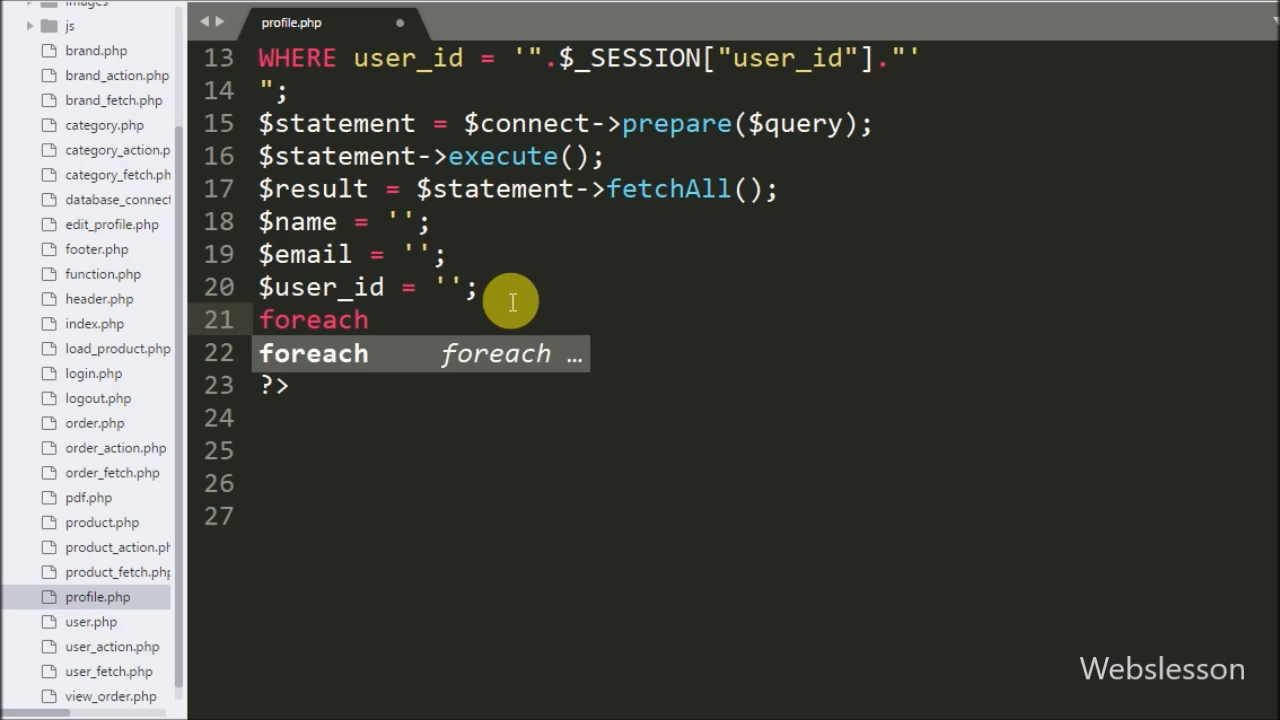 images
js
brand.php
brand_action.php
brand_fetch.php
category.php
category_action.p
category_fetch.ph
database_connect
edit_profile.php
footer.php
function.php
header.php
index.php
load_product.php
login.php
logout.php
order.php
order_action.php
order_fetch.php
pdf.php
product.php
product_action.ph
product_fetch.php
profile.php
user.php
user_action.php
user_fetch.php
view_order.php
profile.php
13 WHERE user_id = '".$_SESSION["user_id"]."'
14 ";
15 $statement = $connect->prepare($query);
16 $statement->execute();
17 $result = $statement->fetchAll();
18 $name = '';
19 $email = '';
20 $user_id = '';
21 foreach
22 foreach foreach …
23 ?>
24
25
26
27
Webslesson